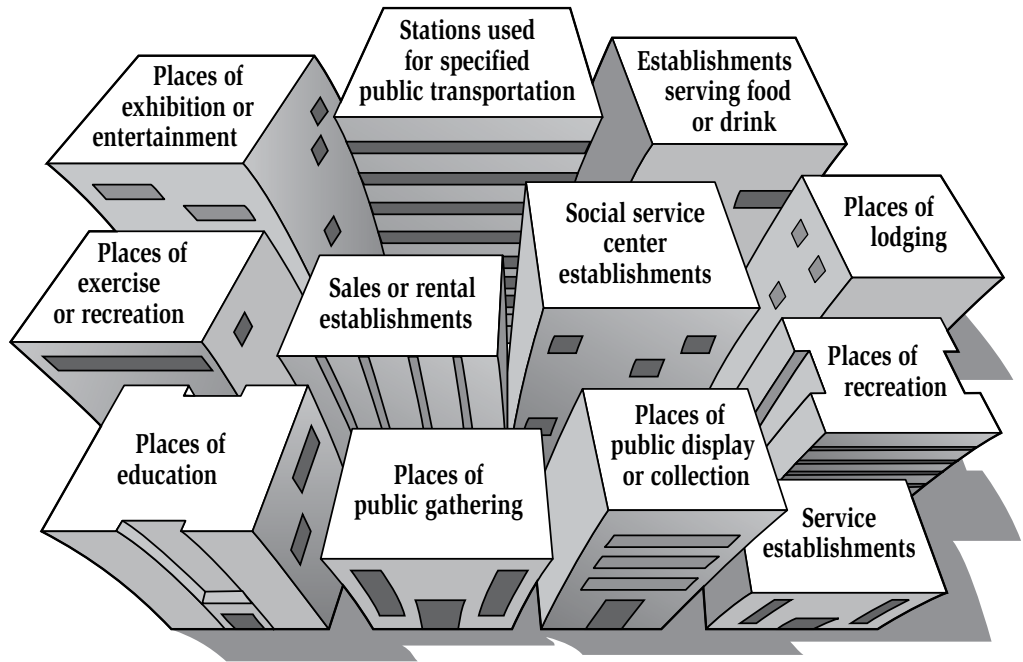 Stations used
for specified
public transportation
Places of
exhibition or
entertainment
Establishments
serving food
or drink
Social service
center
establishments
Places of
lodging
Places of
exercise
or recreation
Sales or rental
establishments
Places of
recreation
Places of
education
Places of
public gathering
Places of
public display
or collection
Service
establishments